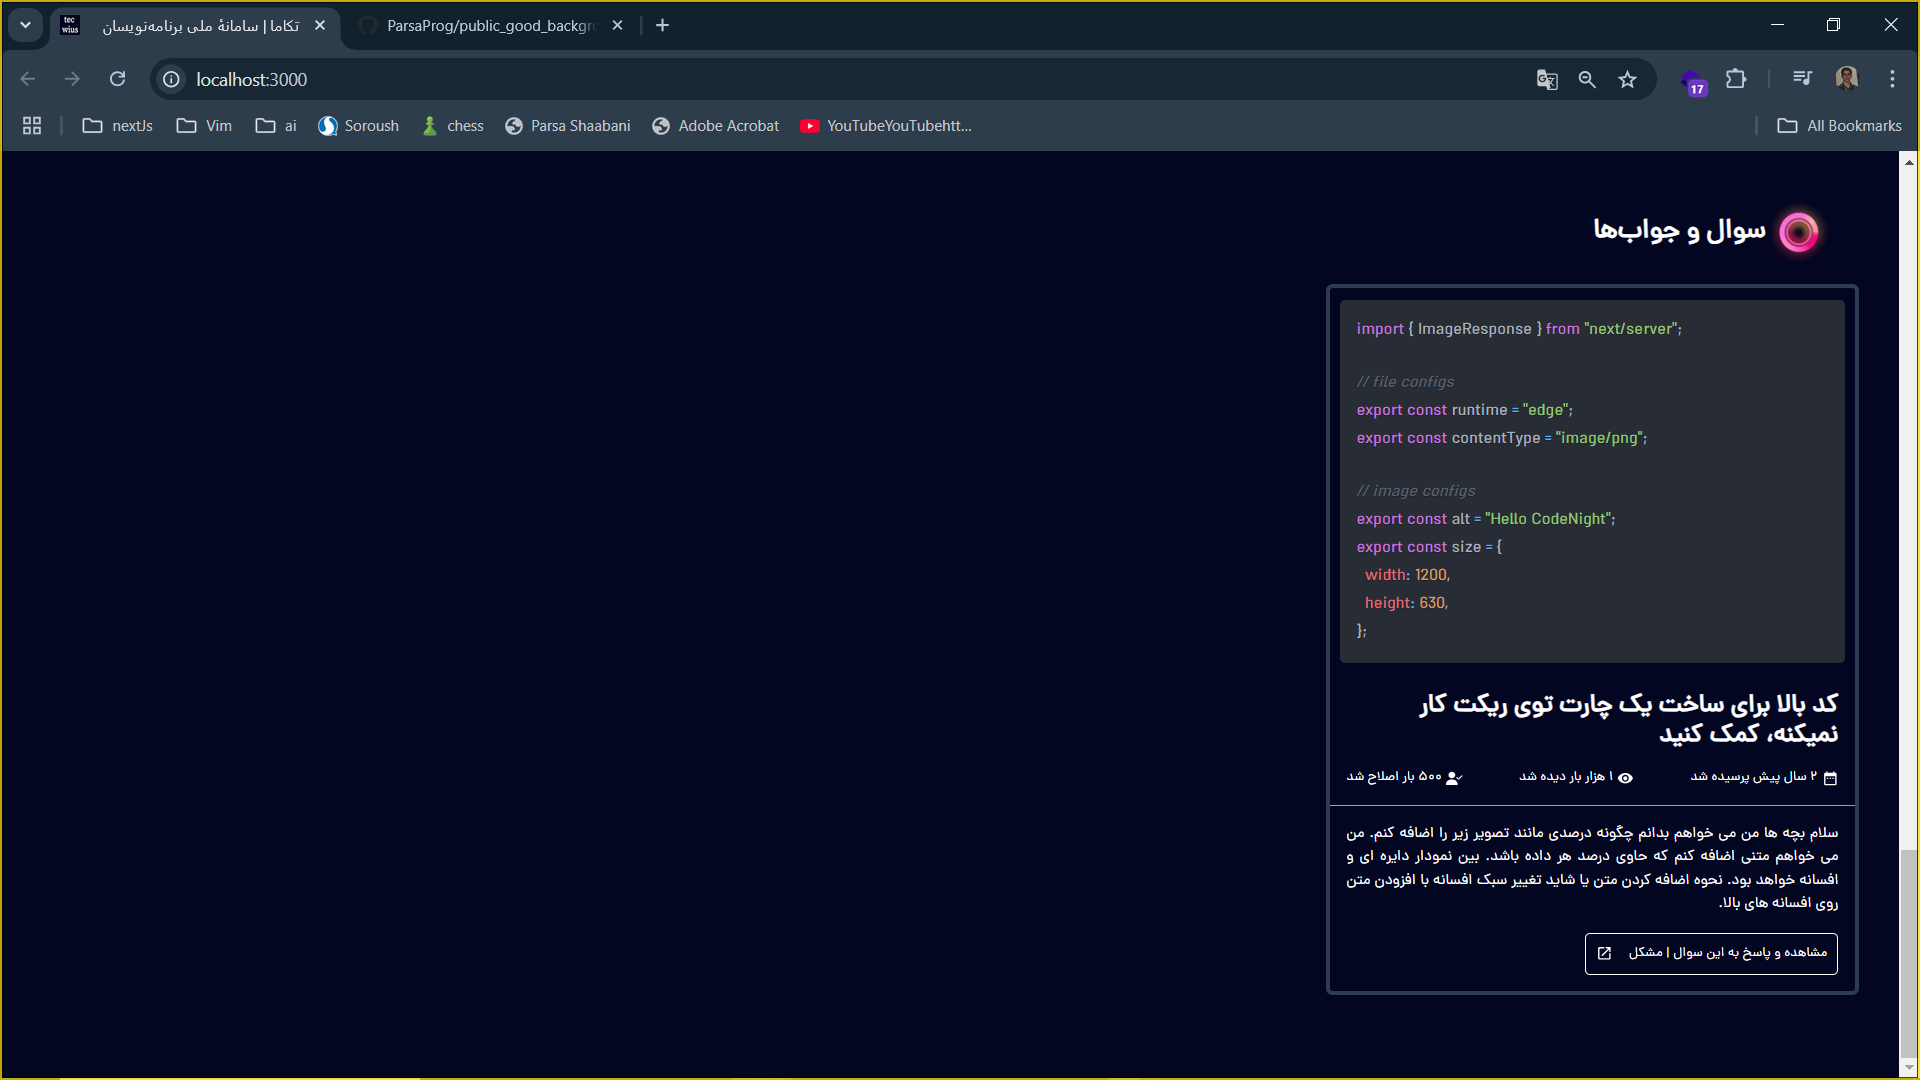 tec
wius
تکاما | سامانهٔ ملی برنامه‌نویسان
ParsaProg/public_good_backgr
localhost:3000
17
nextJs
Vim
ai
Soroush
chess
Parsa Shaabani
Adobe Acrobat
YouTubeYouTubehtt...
All Bookmarks
سوال و جواب‌ها
import { ImageResponse } from "next/server";
// file configs
export const runtime = "edge";
export const contentType = "image/png";
// image configs
export const alt = "Hello CodeNight";
export const size = {
width: 1200,
height: 630,
};
کد بالا برای ساخت یک چارت توی ریکت کار
نمیکنه، کمک کنید
۲ سال پیش پرسیده شد
۱ هزار بار دیده شد
۵۰۰ بار اصلاح شد
سلام بچه ها من می خواهم بدانم چگونه درصدی مانند تصویر زیر را اضافه کنم. من
می خواهم متنی اضافه کنم که حاوی درصد هر داده باشد. بین نمودار دایره ای و
افسانه خواهد بود. نحوه اضافه کردن متن یا شاید تغییر سبک افسانه با افزودن متن
روی افسانه های بالا.
مشاهده و پاسخ به این سوال | مشکل